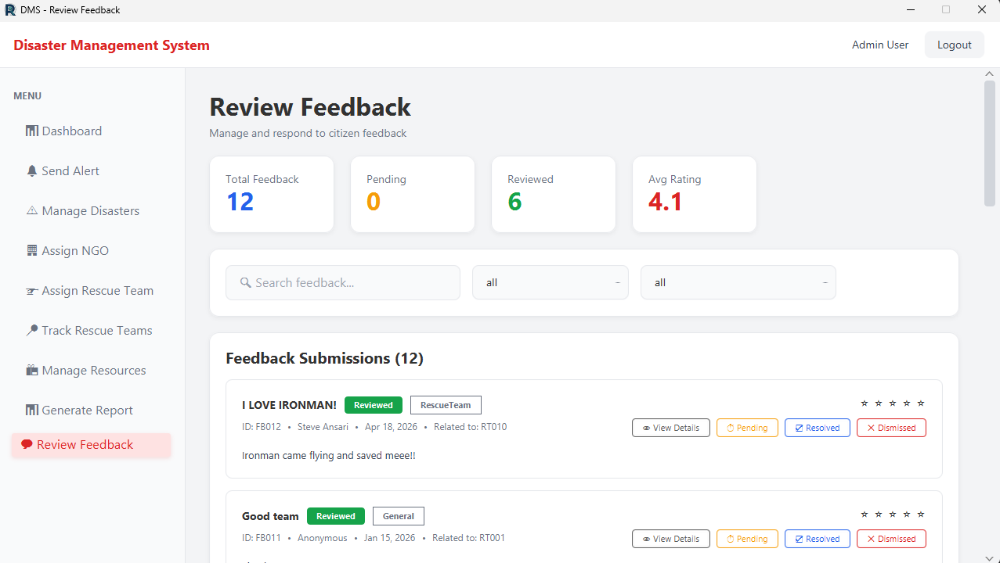 DMS - Review Feedback
Disaster Management System
Admin User
Logout
MENU
Dashboard
Send Alert
Manage Disasters
Assign NGO
Assign Rescue Team
Track Rescue Teams
Manage Resources
Generate Report
Review Feedback
Review Feedback
Manage and respond to citizen feedback
Total Feedback
12
Pending
0
Reviewed
6
Avg Rating
4.1
Search feedback...
all
all
Feedback Submissions (12)
I LOVE IRONMAN! Reviewed RescueTeam
ID: FB012 • Steve Ansari • Apr 18, 2026 • Related to: RT010
View Details Pending Resolved Dismissed
Ironman came flying and saved meee!!
Good team Reviewed General
ID: FB011 • Anonymous • Jan 15, 2026 • Related to: RT001
View Details Pending Resolved Dismissed